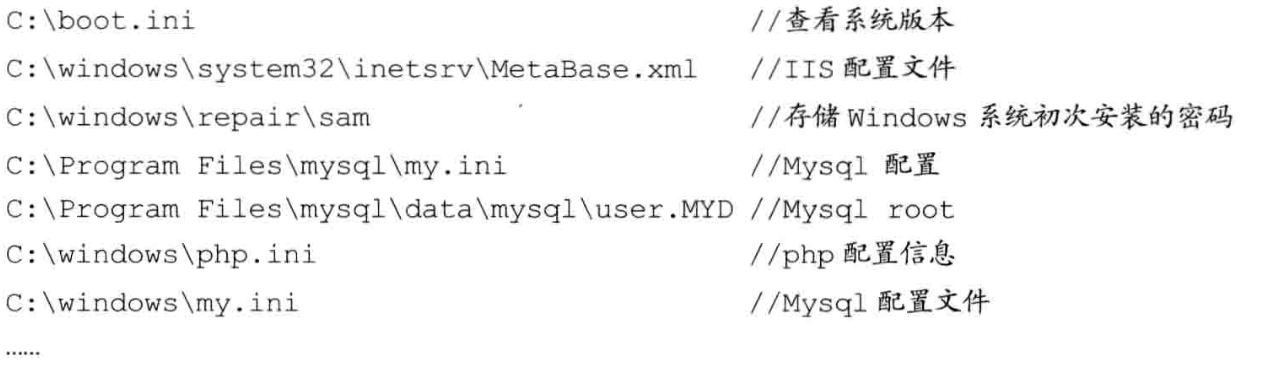 C:\boot.ini //查看系统版本
C:\windows\system32\inetsrv\MetaBase.xml //IIS 配置文件
C:\windows\repair\sam //存储 Windows 系统初次安装的密码
C:\Program Files\mysql\my.ini //Mysql 配置
C:\Program Files\mysql\data\mysql\user.MYD //Mysql root
C:\windows\php.ini //php 配置信息
C:\windows\my.ini //Mysql 配置文件
……